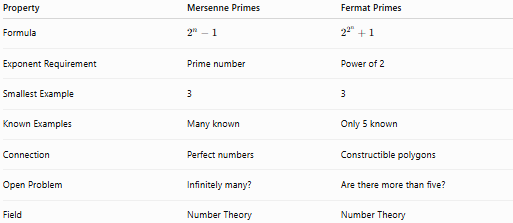 Property Mersenne Primes Fermat Primes
Formula 2ⁿ − 1 2^{2ⁿ} + 1
Exponent Requirement Prime number Power of 2
Smallest Example 3 3
Known Examples Many known Only 5 known
Connection Perfect numbers Constructible polygons
Open Problem Infinitely many? Are there more than five?
Field Number Theory Number Theory